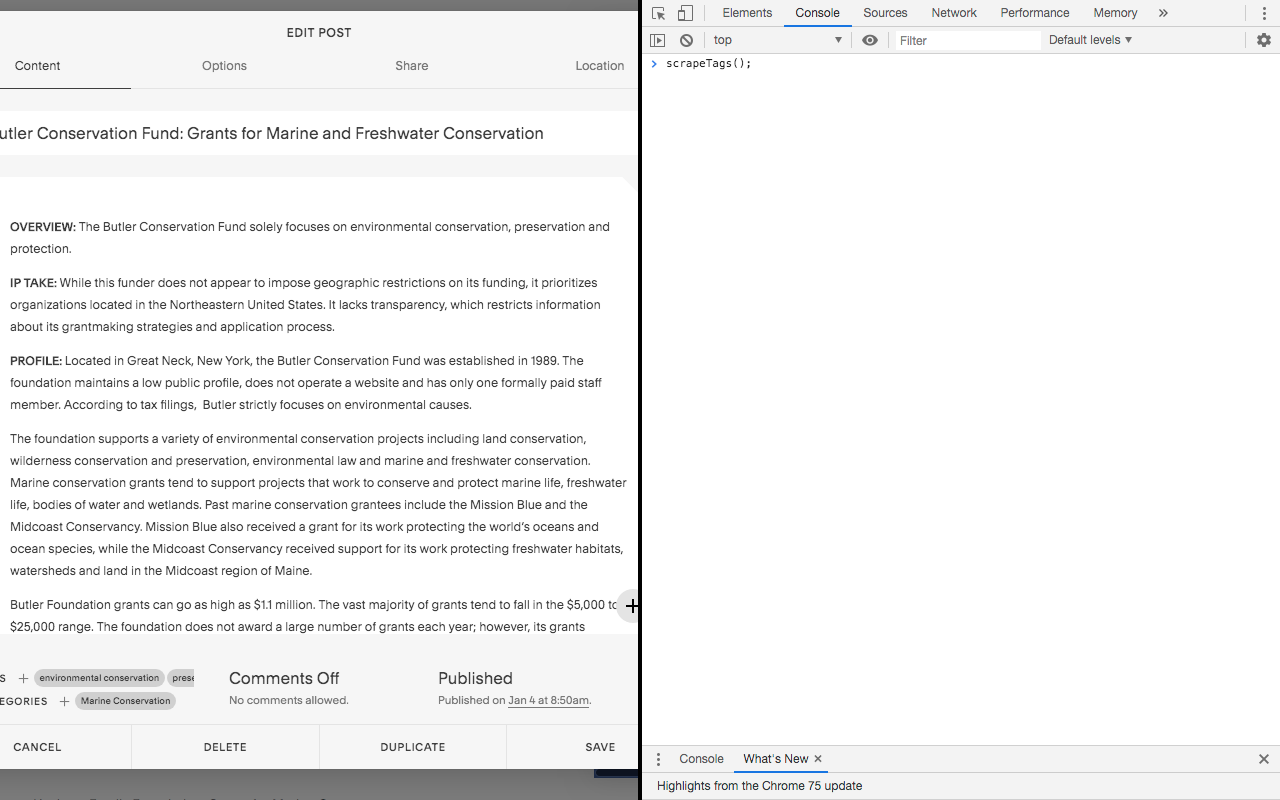 EDIT POST
Content
Options
Share
Location
utler Conservation Fund: Grants for Marine and Freshwater Conservation
OVERVIEW: The Butler Conservation Fund solely focuses on environmental conservation, preservation and
protection.
IP TAKE: While this funder does not appear to impose geographic restrictions on its funding, it prioritizes
organizations located in the Northeastern United States. It lacks transparency, which restricts information
about its grantmaking strategies and application process.
PROFILE: Located in Great Neck, New York, the Butler Conservation Fund was established in 1989. The
foundation maintains a low public profile, does not operate a website and has only one formally paid staff
member. According to tax filings,  Butler strictly focuses on environmental causes.
The foundation supports a variety of environmental conservation projects including land conservation,
wilderness conservation and preservation, environmental law and marine and freshwater conservation.
Marine conservation grants tend to support projects that work to conserve and protect marine life, freshwater
life, bodies of water and wetlands. Past marine conservation grantees include the Mission Blue and the
Midcoast Conservancy. Mission Blue also received a grant for its work protecting the world's oceans and
ocean species, while the Midcoast Conservancy received support for its work protecting freshwater habitats,
watersheds and land in the Midcoast region of Maine.
Butler Foundation grants can go as high as $1.1 million. The vast majority of grants tend to fall in the $5,000 to
$25,000 range. The foundation does not award a large number of grants each year; however, its grants
S + environmental conservation prese
EGORIES + Marine Conservation
Comments Off
No comments allowed.
Published
Published on Jan 4 at 8:50am.
CANCEL
DELETE
DUPLICATE
SAVE
Elements
Console
Sources
Network
Performance
Memory
top
Filter
Default levels
scrapeTags();
Console
What's New
Highlights from the Chrome 75 update